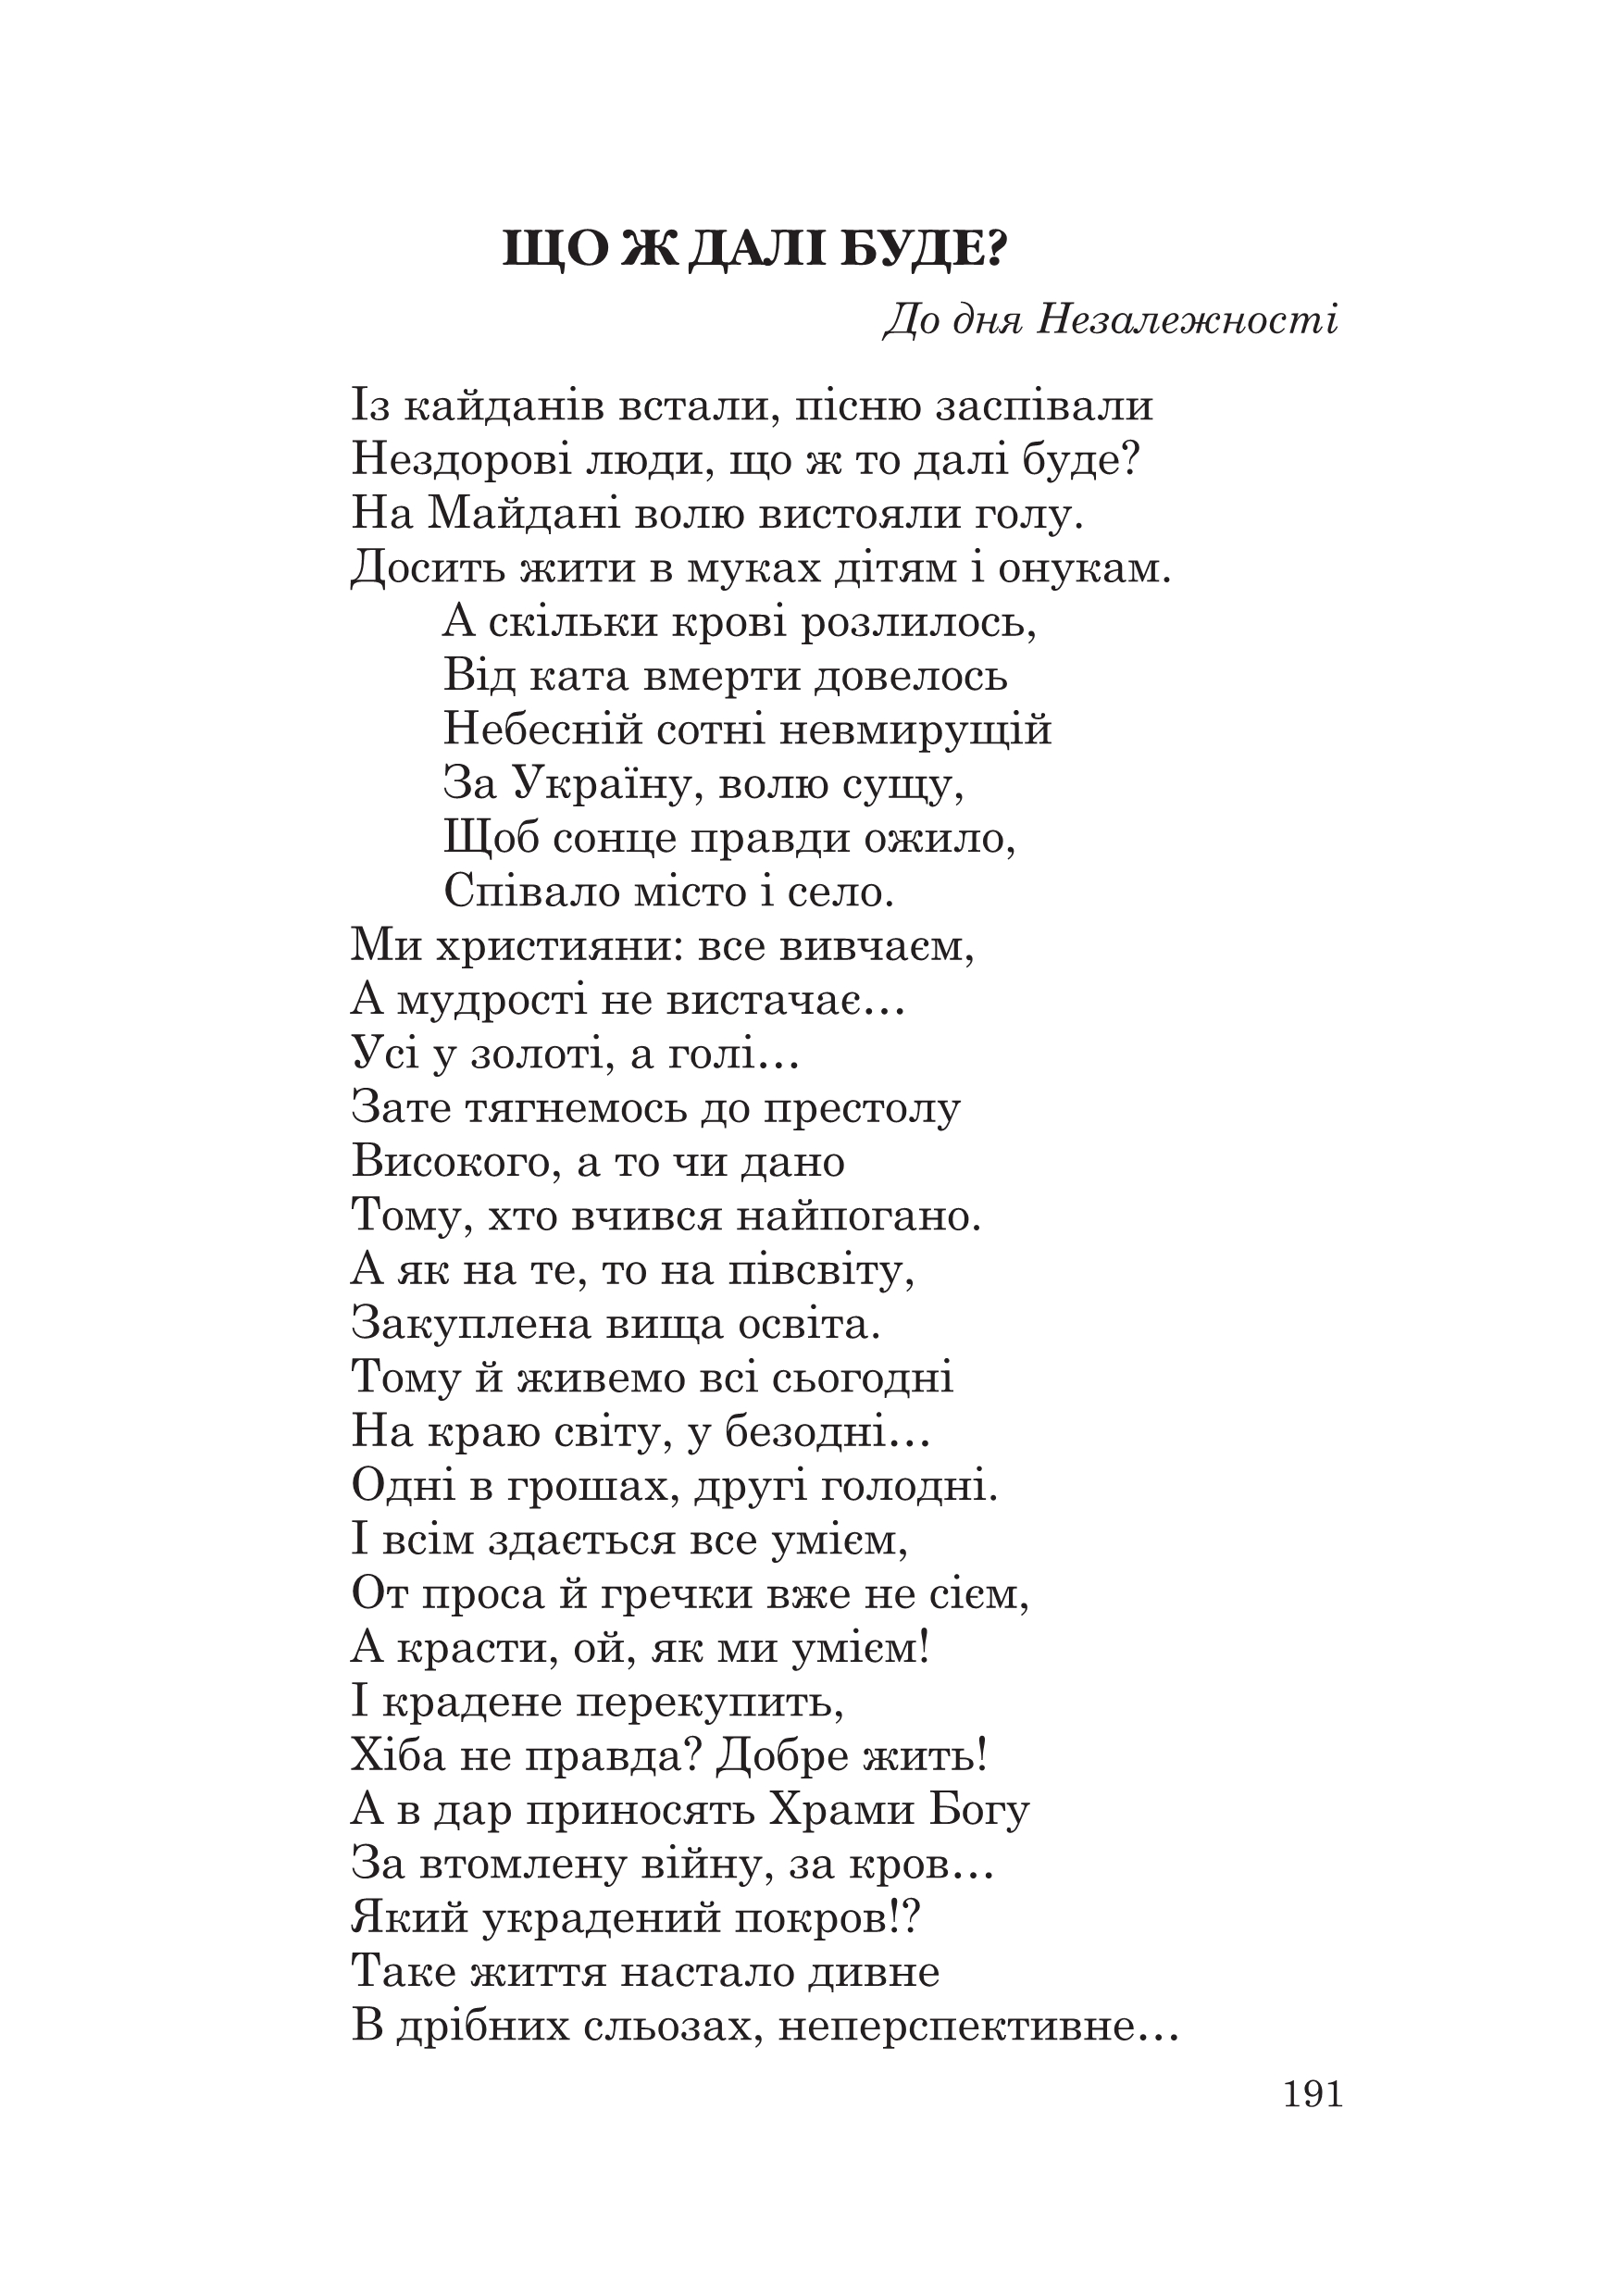 ЩО Ж ДАЛІ БУДЕ?
До дня Незалежності
Із кайданів встали, пісню заспівали
Нездорові люди, що ж то далі буде?
На Майдані волю вистояли голу.
Досить жити в муках дітям і онукам.
А скільки крові розлилось,
Від ката вмерти довелось
Небесній сотні невмирущій
За Україну, волю сущу,
Щоб сонце правди ожило,
Співало місто і село.
Ми християни: все вивчаєм,
А мудрості не вистачає...
Усі у золоті, а голі...
Зате тягнемось до престолу
Високого, а то чи дано
Тому, хто вчився найпогано.
А як на те, то на півсвіту,
Закуплена вища освіта.
Тому й живемо всі сьогодні
На краю світу, у безодні...
Одні в грошах, другі голодні.
І всім здається все умієм,
От проса й гречки вже не сієм,
А красти, ой, як ми умієм!
І крадене перекупить,
Хіба не правда? Добре жить!
А в дар приносять Храми Богу
За втомлену війну, за кров...
Який украдений покров!?
Таке життя настало дивне
В дрібних сльозах, неперспективне...
191